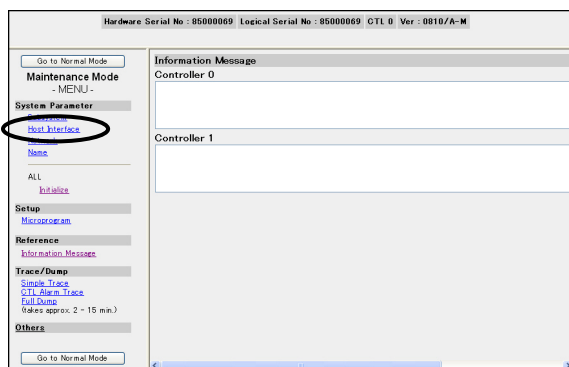 Hardware Serial No : 85000069 Logical Serial No : 85000069 CTL 0 Ver : 0810/A-M
Go to Normal Mode
Maintenance Mode
- MENU -
System Parameter
Host Interface
Name
ALL
Initialize
Setup
Microprogram
Reference
Information Message
Trace/Dump
Simple Trace
CTL Alarm Trace
Full Dump
(takes approx. 2 - 15 min.)
Others
Go to Normal Mode
Information Message
Controller 0
Controller 1